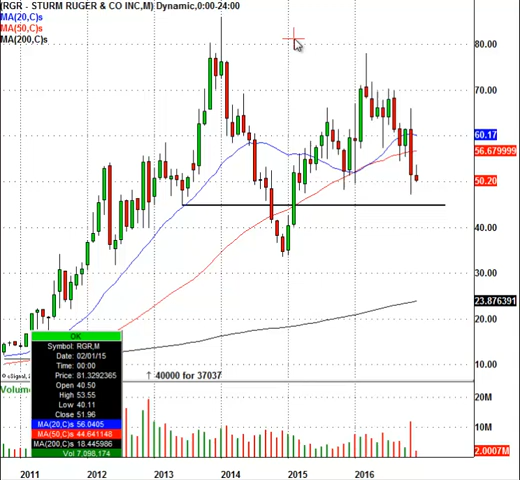 (RGR - STURM RUGER & CO INC,M) Dynamic,0:00-24:00
MA(20,C)s
MA(50,C)s
MA(200,C)s
80.00
70.00
60.17
56.679999
50.20
40.00
30.00
23.876391
20.00
10.00
OK
Symbol: RGR,M
Date: 02/01/15
Time: 00:00
Price: 81.3292365
Open 40.50
High 53.55
Low 40.11
Close 51.96
MA(20,C)s 56.0405
MA(50,C)s 44.641148
MA(200,C)s 18.445986
Vol 7,098,174
© eSignal,
↑ 40000 for 37037
Volume
20M
10M
2.0007M
2011
2012
2013
2014
2015
2016